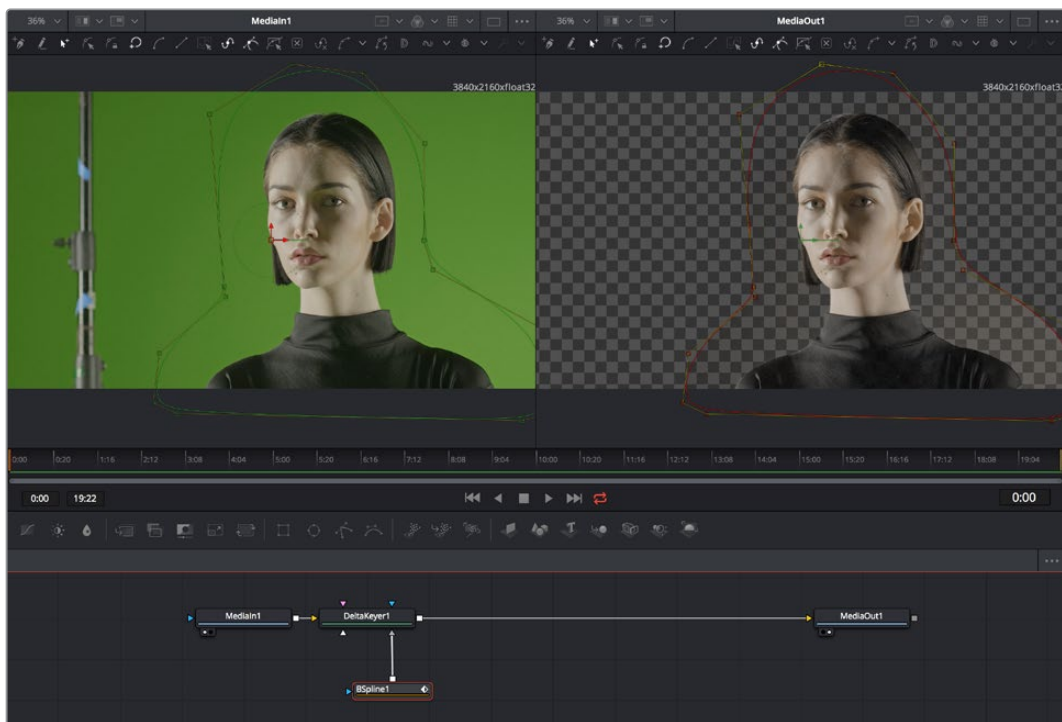 36%
MediaIn1
36%
MediaOut1
3840x2160xfloat32
3840x2160xfloat32
0:00 0:20 1:16 2:12 3:08 4:04 5:00 5:20 6:16 7:12 8:08 9:04 10:00 10:20 11:16 12:12 13:08 14:04 15:00 15:20 16:16 17:12 18:08 19:04
0:00 19:22 0:00
MediaIn1 DeltaKeyer1 MediaOut1
BSpline1